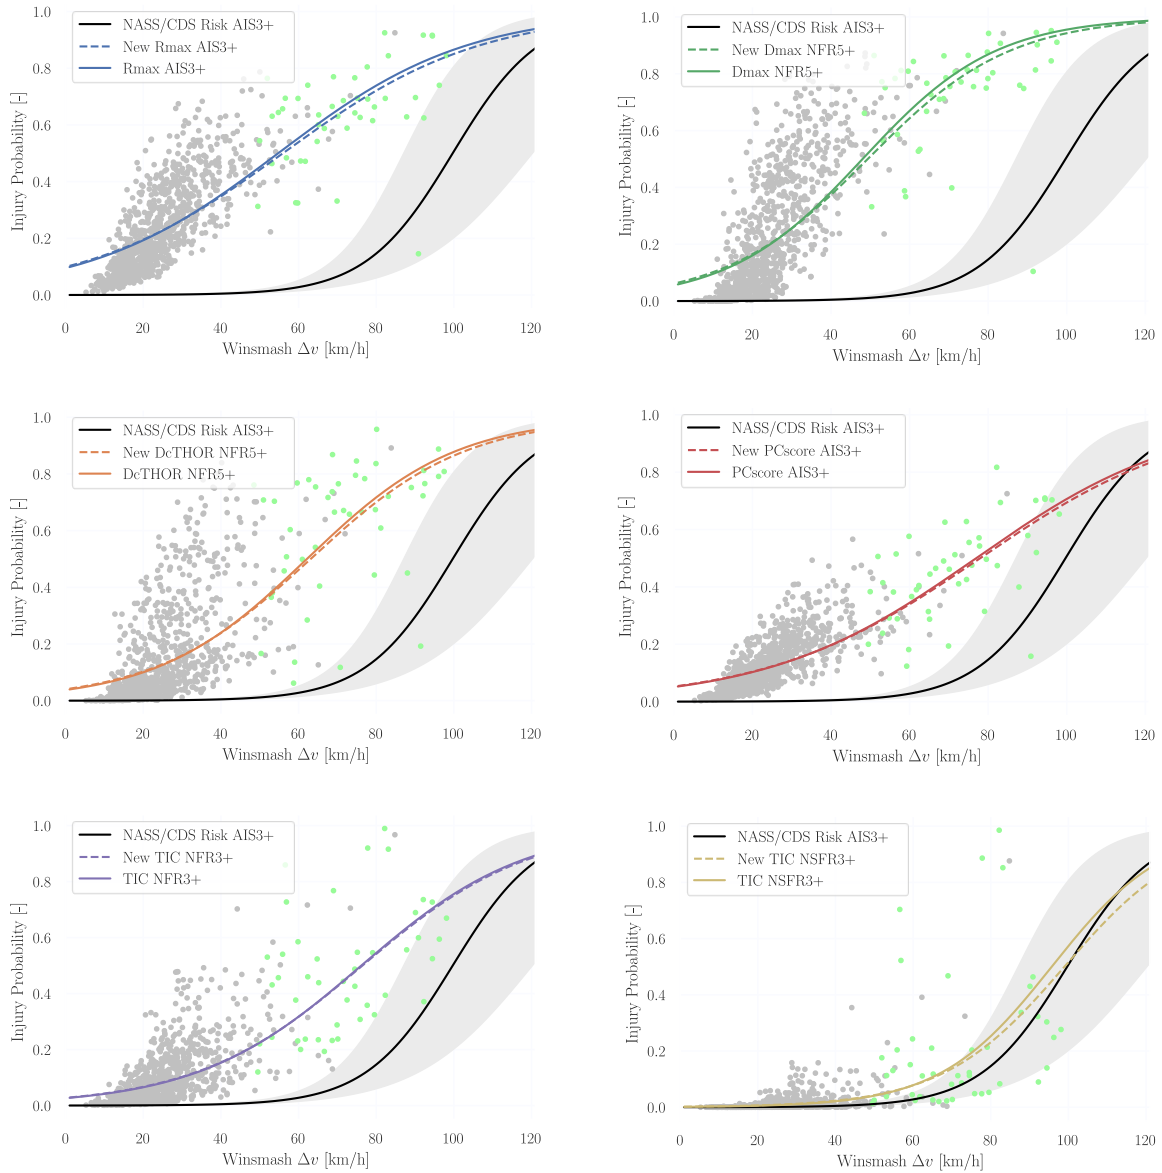 NASS/CDS Risk AIS3+
New Rmax AIS3+
Rmax AIS3+
1.0
0.8
0.6
0.4
0.2
0.0
Injury Probability [-]
0 20 40 60 80 100 120
Winsmash Δv [km/h]
NASS/CDS Risk AIS3+
New Dmax NFR5+
Dmax NFR5+
1.0
0.8
0.6
0.4
0.2
0.0
Injury Probability [-]
0 20 40 60 80 100 120
Winsmash Δv [km/h]
NASS/CDS Risk AIS3+
New DcTHOR NFR5+
DcTHOR NFR5+
1.0
0.8
0.6
0.4
0.2
0.0
Injury Probability [-]
0 20 40 60 80 100 120
Winsmash Δv [km/h]
NASS/CDS Risk AIS3+
New PCscore AIS3+
PCscore AIS3+
1.0
0.8
0.6
0.4
0.2
0.0
Injury Probability [-]
0 20 40 60 80 100 120
Winsmash Δv [km/h]
NASS/CDS Risk AIS3+
New TIC NFR3+
TIC NFR3+
1.0
0.8
0.6
0.4
0.2
0.0
Injury Probability [-]
0 20 40 60 80 100 120
Winsmash Δv [km/h]
NASS/CDS Risk AIS3+
New TIC NSFR3+
TIC NSFR3+
1.0
0.8
0.6
0.4
0.2
0.0
Injury Probability [-]
0 20 40 60 80 100 120
Winsmash Δv [km/h]